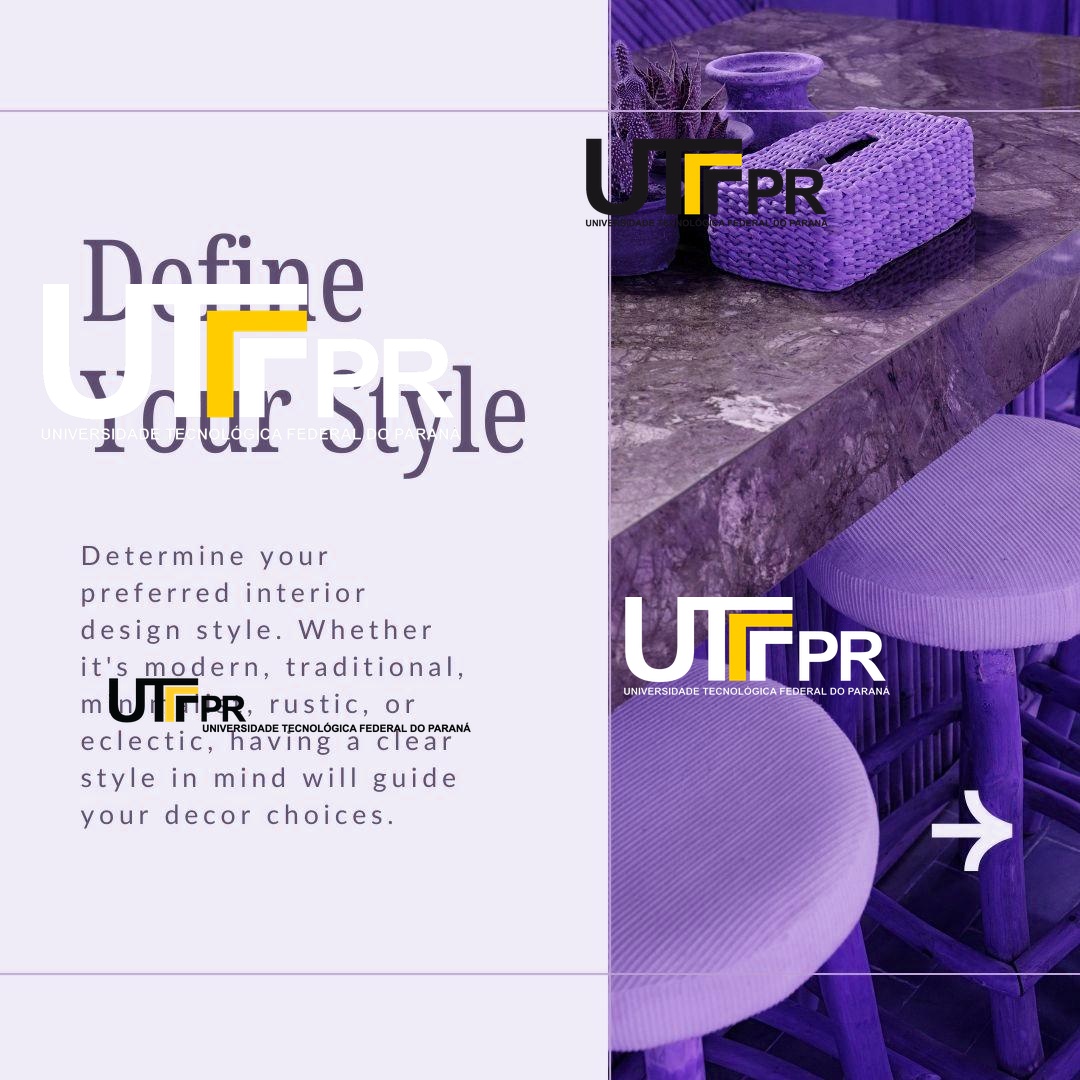 UTFPR
UNIVERSIDADE TECNOLÓGICA FEDERAL DO PARANÁ
Define
UTFPR
Your Style
UNIVERSIDADE TECNOLÓGICA FEDERAL DO PARANÁ
Determine your
preferred interior
design style. Whether
it's modern, traditional,
UTFPR
rustic, or
UNIVERSIDADE TECNOLÓGICA FEDERAL DO PARANÁ
eclectic, having a clear
style in mind will guide
your decor choices.
UTFPR
UNIVERSIDADE TECNOLÓGICA FEDERAL DO PARANÁ